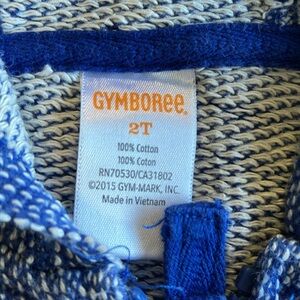 GYMBOREE.
2T
100% Cotton
100% Coton
RN70530/CA31802
©2015 GYM-MARK, INC.
Made in Vietnam